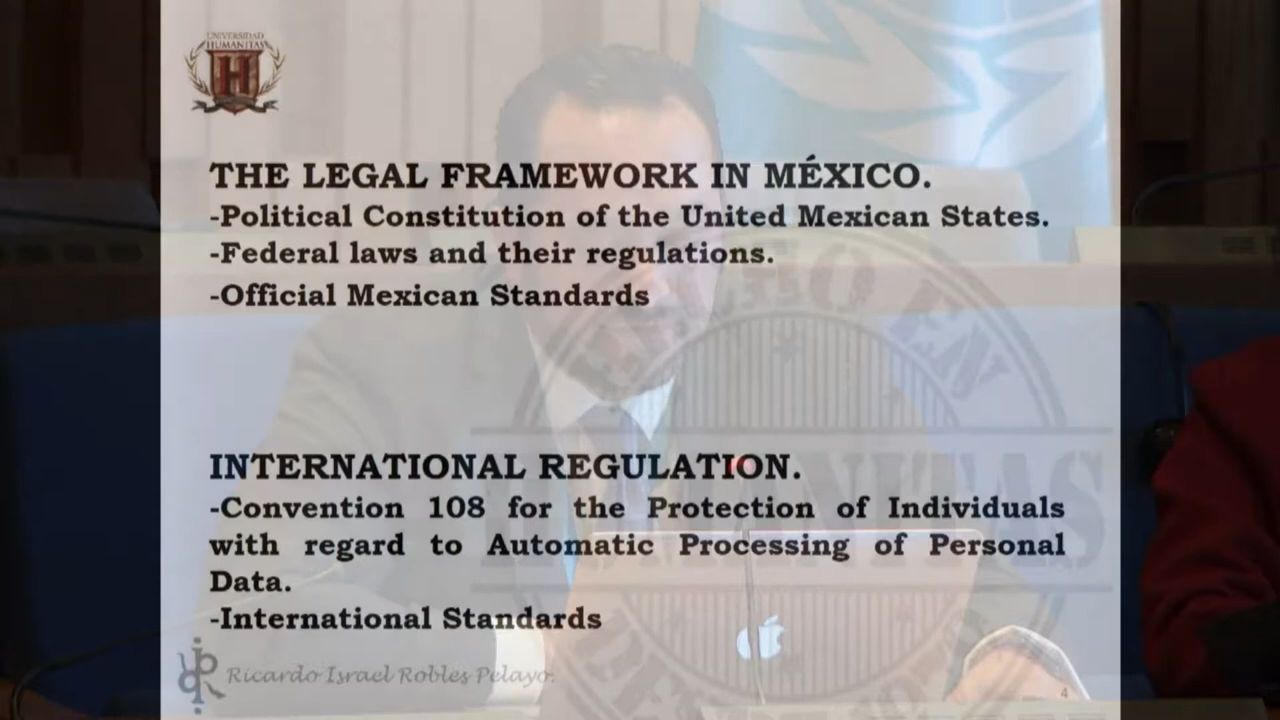 UNIVERSIDAD
HUMANITAS
H
THE LEGAL FRAMEWORK IN MÉXICO.
-Political Constitution of the United Mexican States.
-Federal laws and their regulations.
-Official Mexican Standards
INTERNATIONAL REGULATION.
-Convention 108 for the Protection of Individuals
with regard to Automatic Processing of Personal
Data.
-International Standards
Ricardo Israel Robles Pelayo.
4